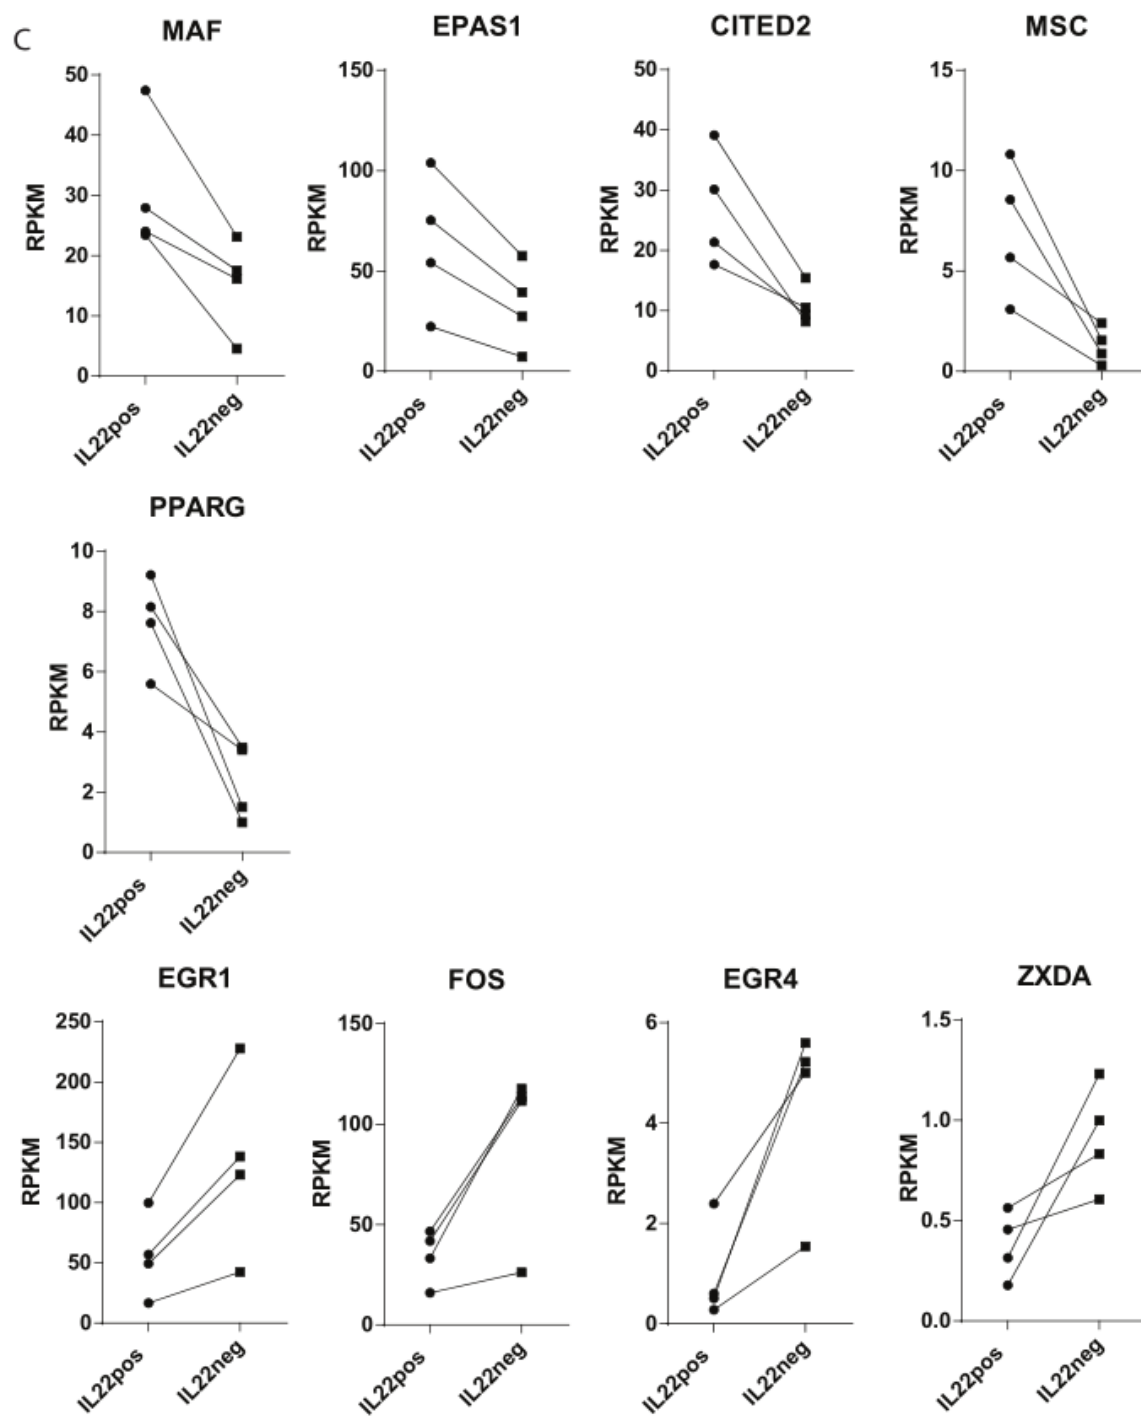 C
MAF
EPAS1
CITED2
MSC
RPKM
50
40
30
20
10
0
IL22pos
IL22neg
RPKM
150
100
50
0
IL22pos
IL22neg
RPKM
50
40
30
20
10
0
IL22pos
IL22neg
RPKM
15
10
5
0
IL22pos
IL22neg
PPARG
RPKM
10
8
6
4
2
0
IL22pos
IL22neg
EGR1
FOS
EGR4
ZXDA
RPKM
250
200
150
100
50
0
IL22pos
IL22neg
RPKM
150
100
50
0
IL22pos
IL22neg
RPKM
6
4
2
0
IL22pos
IL22neg
RPKM
1.5
1.0
0.5
0.0
IL22pos
IL22neg